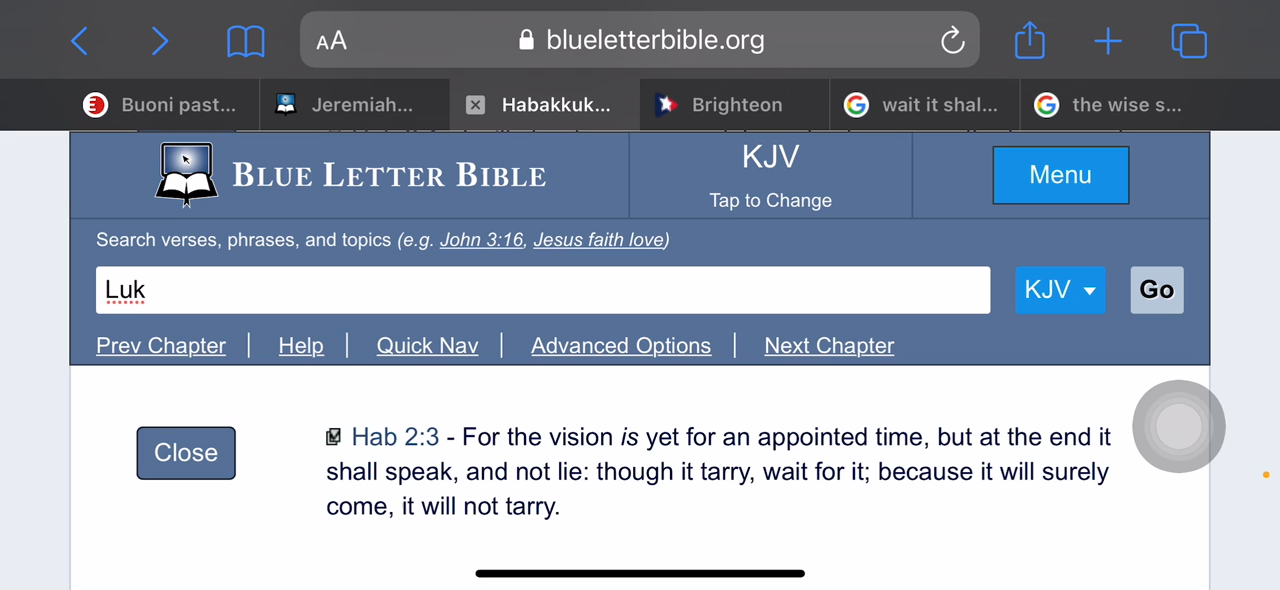 AA blueletterbible.org
Buoni past... Jeremiah... Habakkuk... Brighteon wait it shal... the wise s...
BLUE LETTER BIBLE
KJV
Tap to Change
Menu
Search verses, phrases, and topics (e.g. John 3:16, Jesus faith love)
Luk KJV Go
Prev Chapter | Help | Quick Nav | Advanced Options | Next Chapter
Close
Hab 2:3 - For the vision is yet for an appointed time, but at the end it
shall speak, and not lie: though it tarry, wait for it; because it will surely
come, it will not tarry.